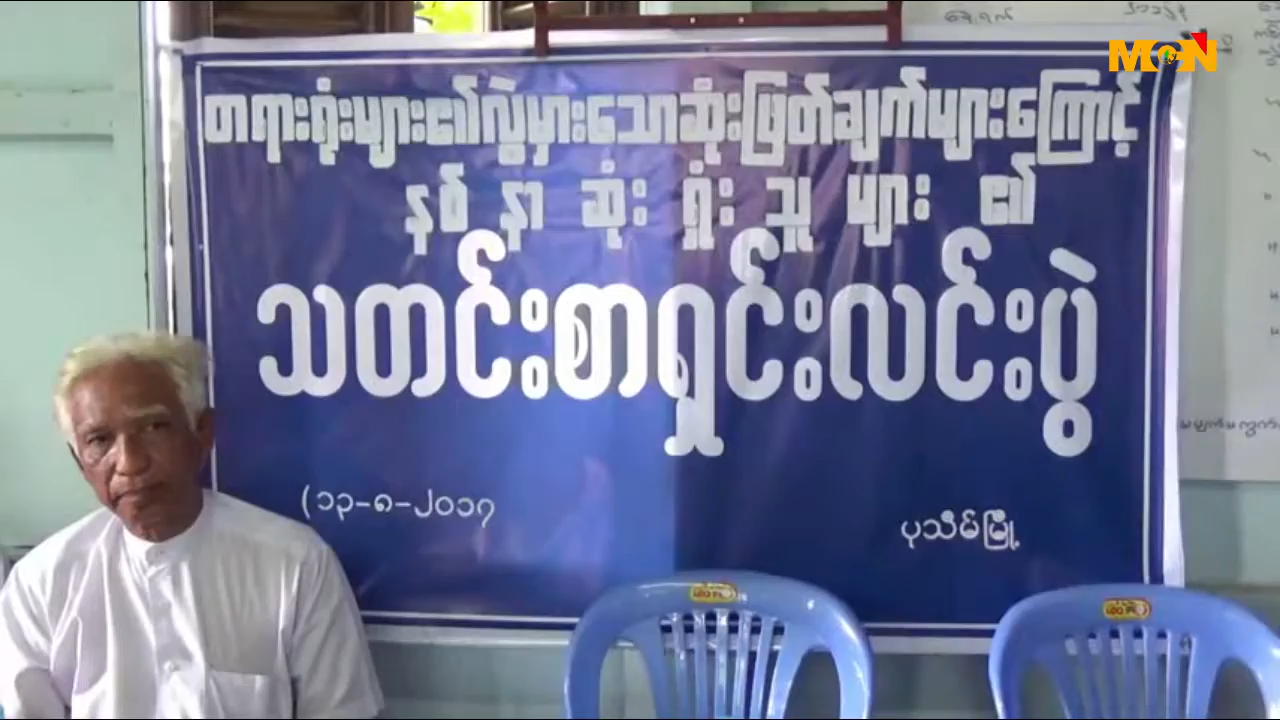 MCN
တရားရုံးများ၏လွဲမှားသောဆုံးဖြတ်ချက်များကြောင့်
နစ် နာ ဆုံး ရှုံး သူ များ ၏
သတင်းစာရှင်းလင်းပွဲ
(၁၃-၈-၂၀၁၇
ပုသိမ်မြို့